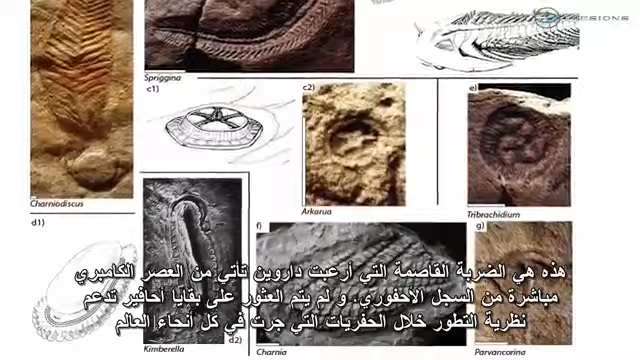 Spriggina
c1)
c2)
e)
Charniodiscus
Arkarua
Tribrachidium
d1)
f)
g)
هذه هي الضربة القاصمة التي أرعبت داروين تأتي من العصر الكامبري
مباشرة من السجل الأحفوري. و لم يتم العثور على بقايا أحافير تدعم
نظرية التطور خلال الحفريات التي جرت في كل أنحاء العالم
Kimberella
d2)
Charnia
Parvancorina